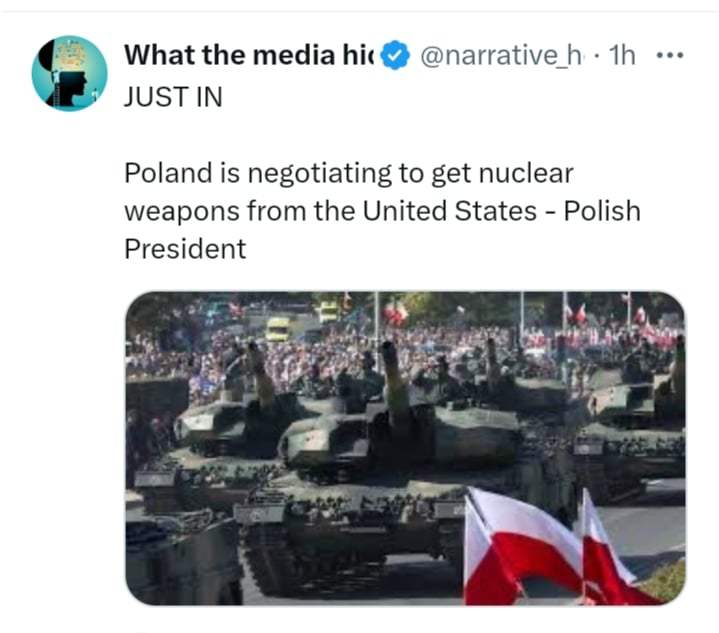 What the media hi @narrative_h · 1h
JUST IN
Poland is negotiating to get nuclear
weapons from the United States - Polish
President